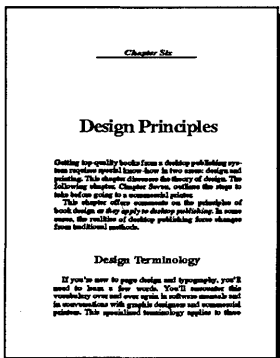 Chapter Six
Design Principles
Getting top-quality books from a desktop publishing sys-
tem requires special know-how in two areas: design and
printing. This chapter discusses the theory of design. The
following chapter, Chapter Seven, outlines the steps to
take before going to a commercial printer.
This chapter offers comments on the principles of
book design as they apply to desktop publishing. In some
cases, the realities of desktop publishing force changes
from traditional methods.
Design Terminology
If you're new to page design and typography, you'll
need to learn a few words. You'll encounter this
vocabulary over and over again in software manuals and
in conversations with graphic designers and commercial
printers. This specialized terminology applies to three